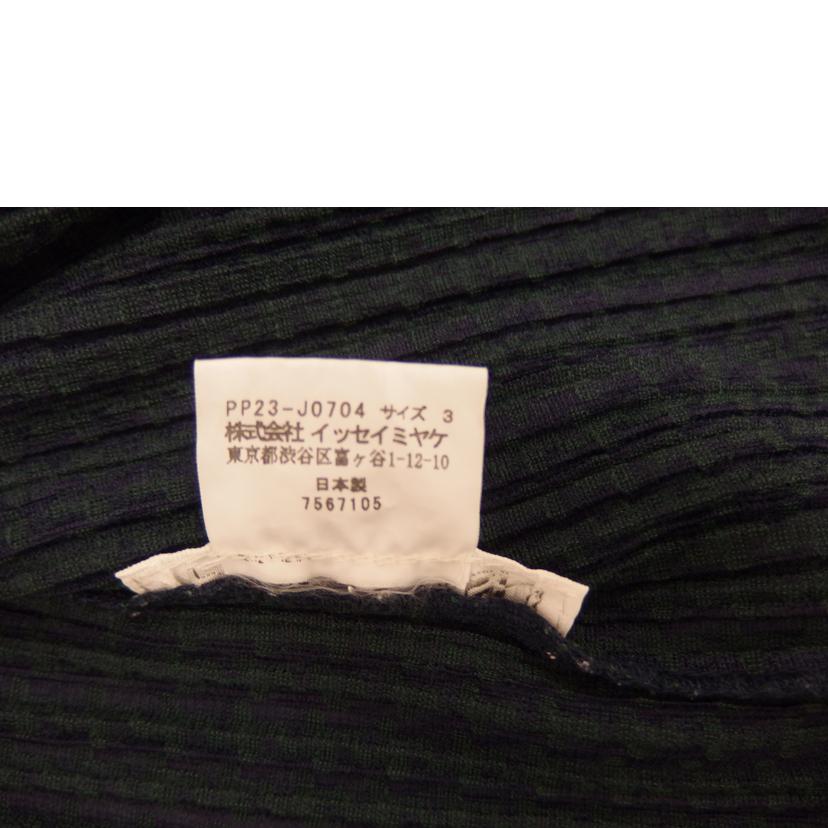 PP23-J0704 サイズ 3
株式会社 イッセイミヤケ
東京都渋谷区富ヶ谷1-12-10
日本製
7567105